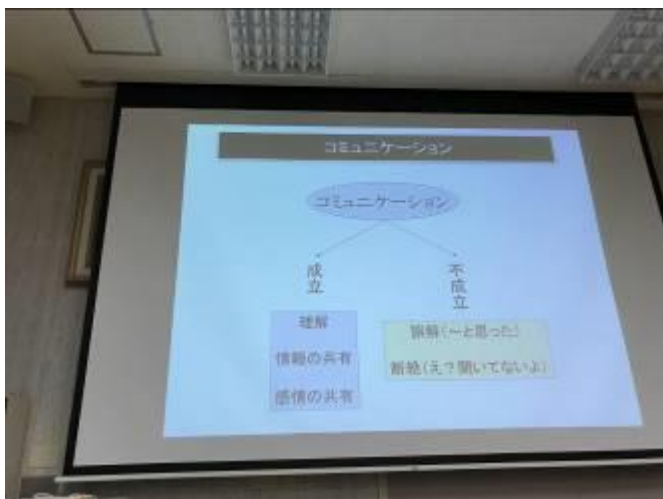 コミュニケーション
コミュニケーション
成立
不成立
理解
情報の共有
感情の共有
誤解(~と思った)
断絶(え?聞いてないよ)